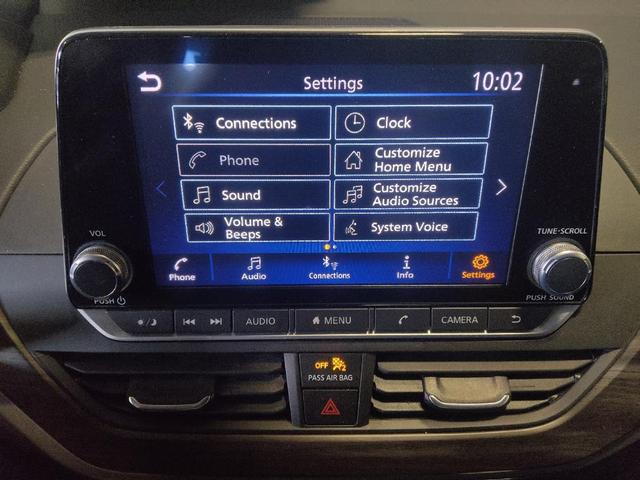 Settings
10:02
Connections
Clock
Phone
Customize
Home Menu
Sound
Customize
Audio Sources
Volume &
Beeps
System Voice
Phone
Audio
Connections
Info
Settings
VOL
PUSH
TUNE·SCROLL
PUSH SOUND
AUDIO
MENU
CAMERA
OFF
2
PASS AIR BAG